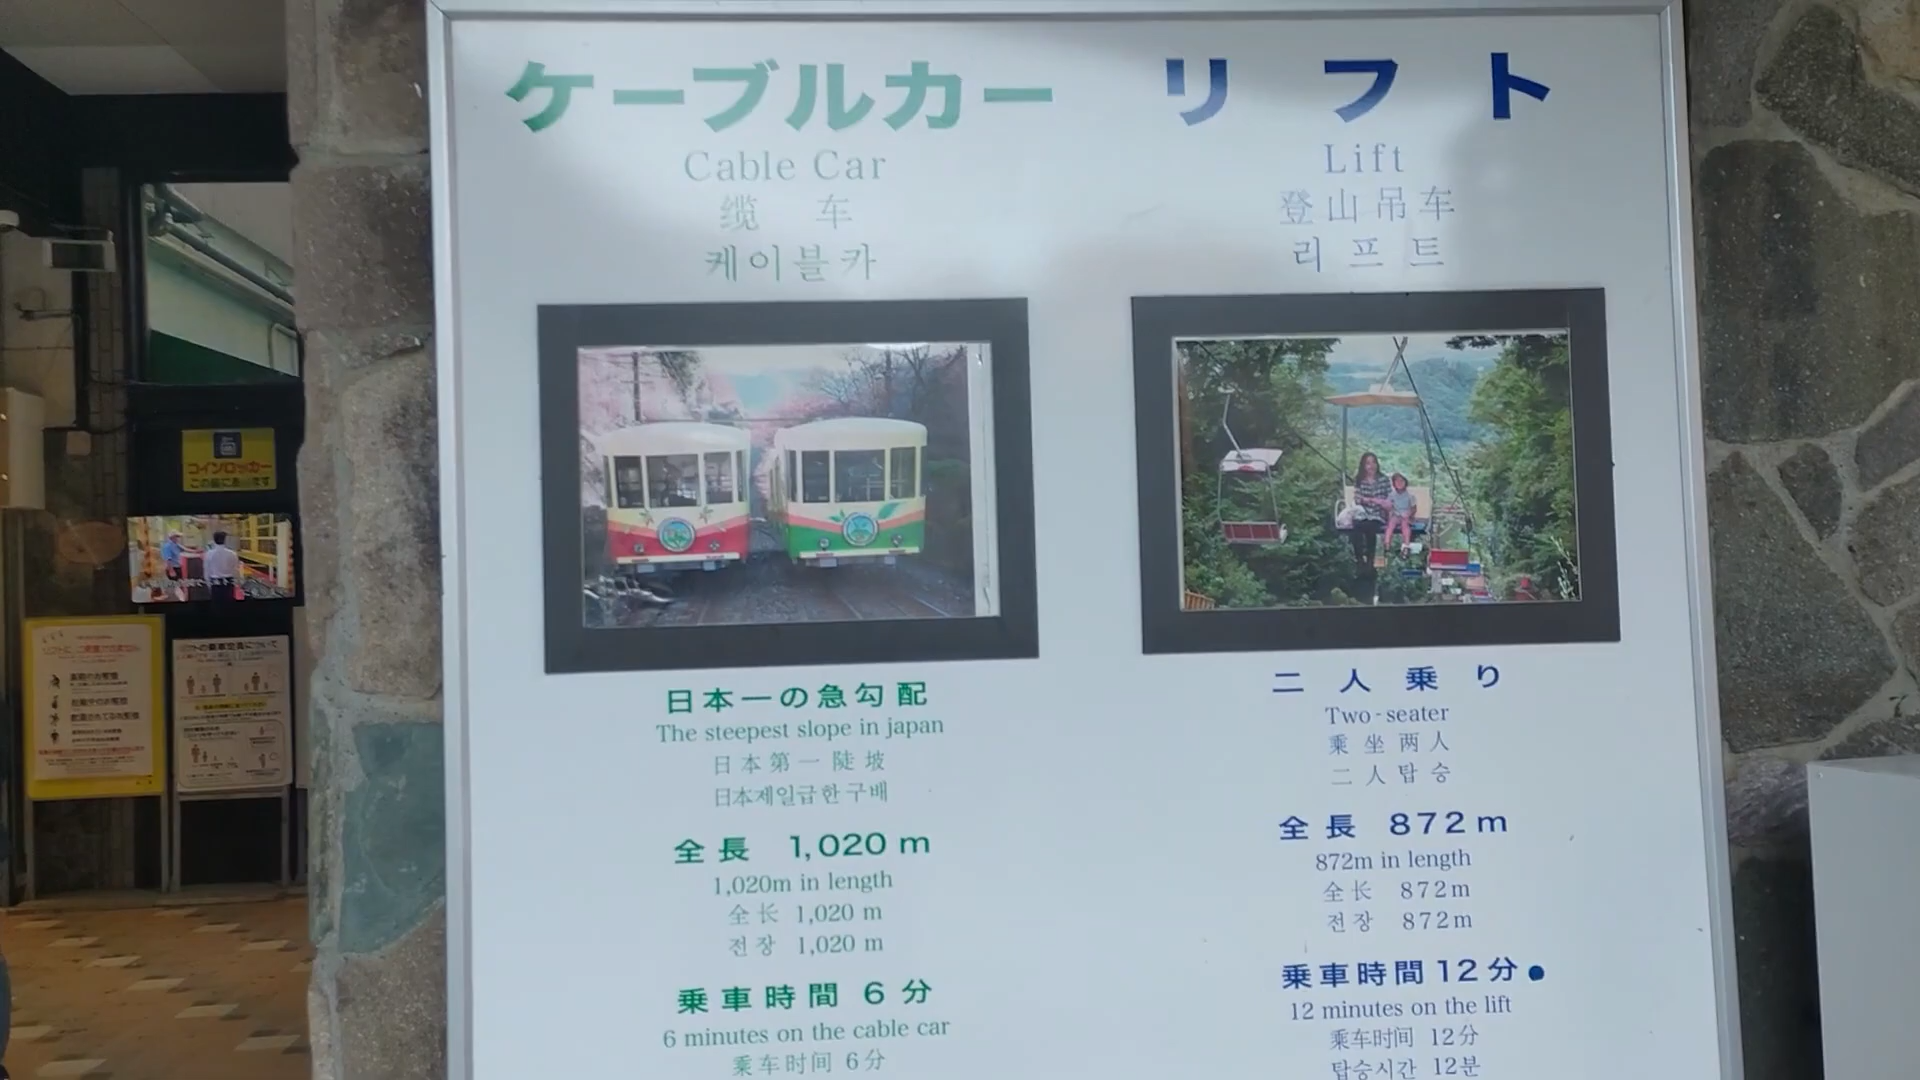 ケーブルカー
Cable Car
缆 车
케이블카
日本一の急勾配
The steepest slope in japan
日本第一陡坡
日本제일급한구배
全長 1,020 m
1,020m in length
全长 1,020 m
전장 1,020 m
乗車時間 6 分
6 minutes on the cable car
乘车时间 6分
リフト
Lift
登山吊车
리프트
二人乗り
Two-seater
乘坐两人
二人탑승
全長 872m
872m in length
全长 872m
전장 872m
乗車時間 12 分●
12 minutes on the lift
乘车时间 12分
탑승시간 12분
コインロッカー